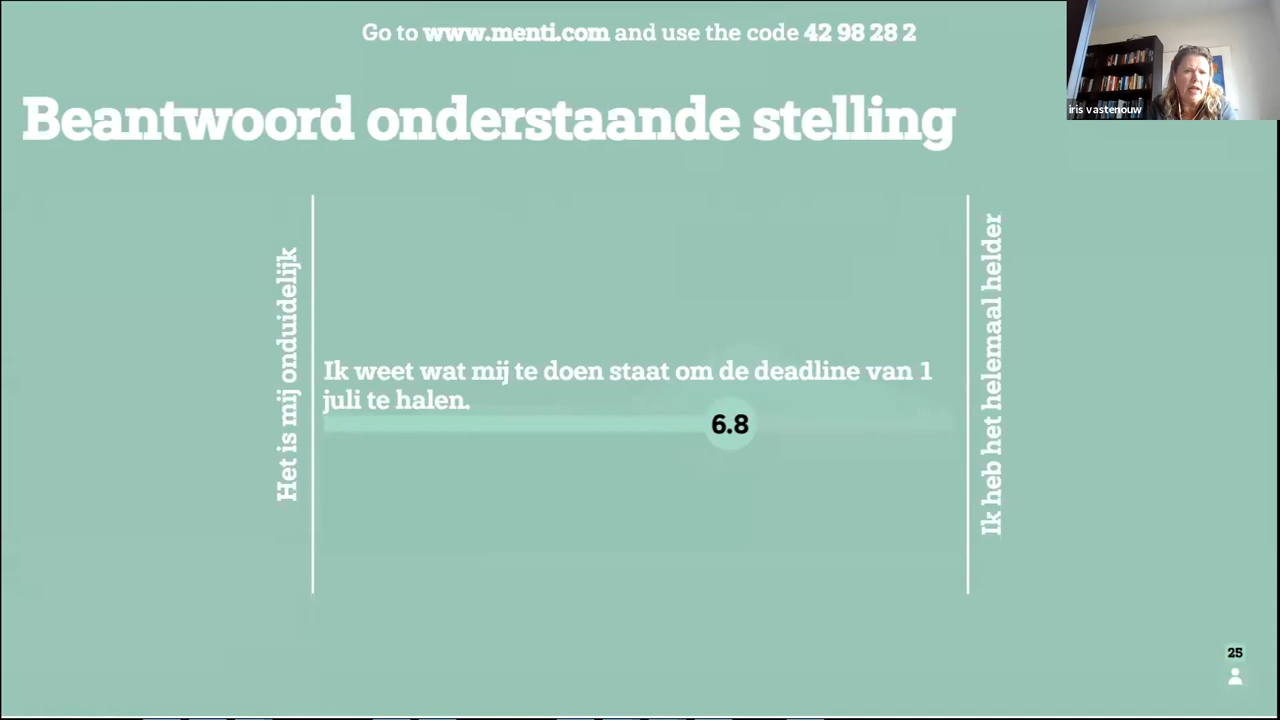 Go to www.menti.com and use the code 42 98 28 2
iris vastenouw
Beantwoord onderstaande stelling
Het is mij onduidelijk
Ik weet wat mij te doen staat om de deadline van 1
juli te halen.
6.8
Ik heb het helemaal helder
25